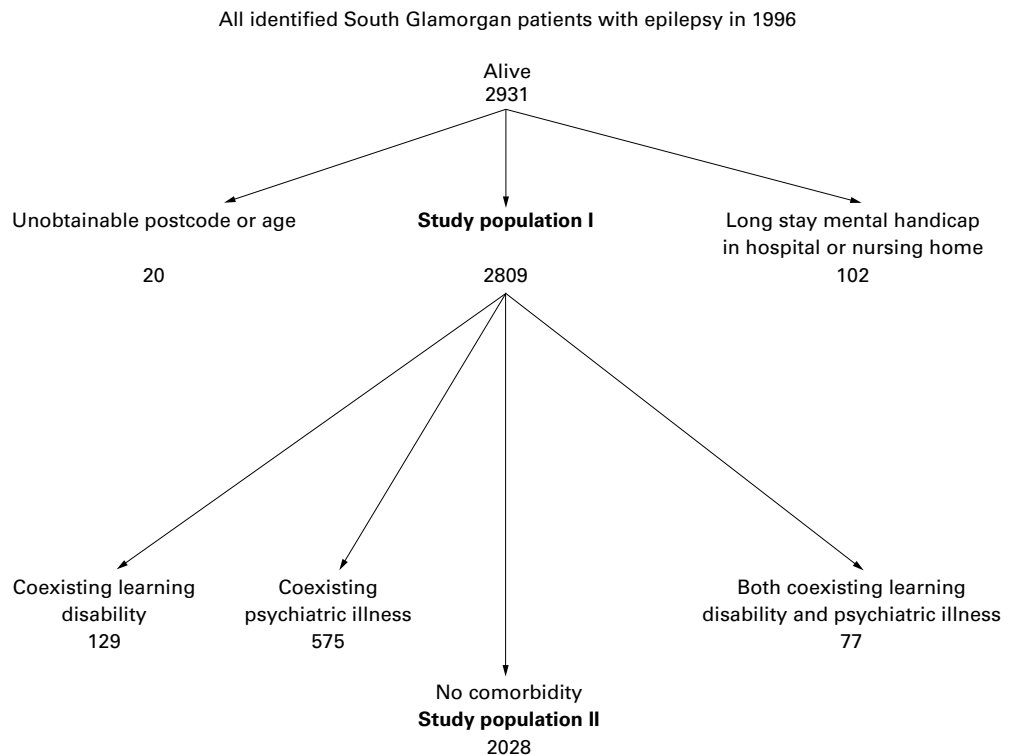 All identified South Glamorgan patients with epilepsy in 1996
Alive
2931
Unobtainable postcode or age
20
Study population I
2809
Long stay mental handicap
in hospital or nursing home
102
Coexisting learning
disability
129
Coexisting
psychiatric illness
575
Both coexisting learning
disability and psychiatric illness
77
No comorbidity
Study population II
2028